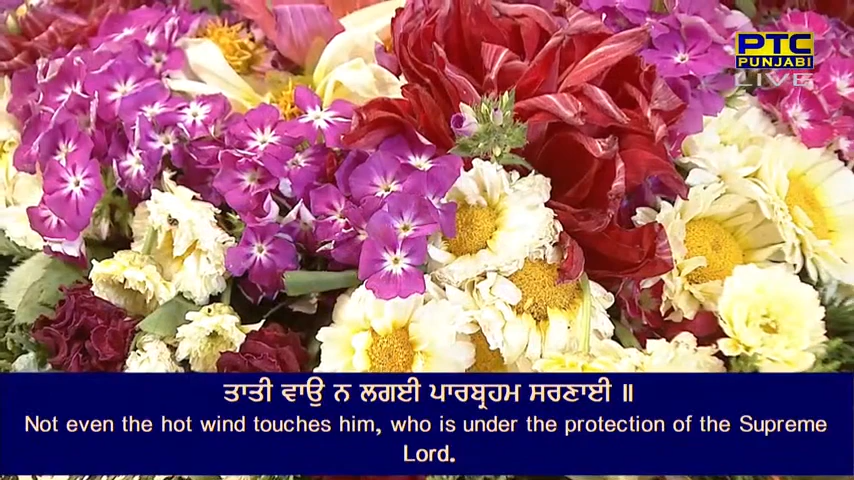 PTC
PUNJABI
LIVE
ਤਾਤੀ ਵਾਉ ਨ ਲਗਈ ਪਾਰਬ੍ਰਹਮ ਸਰਣਾਈ ॥
Not even the hot wind touches him, who is under the protection of the Supreme
Lord.